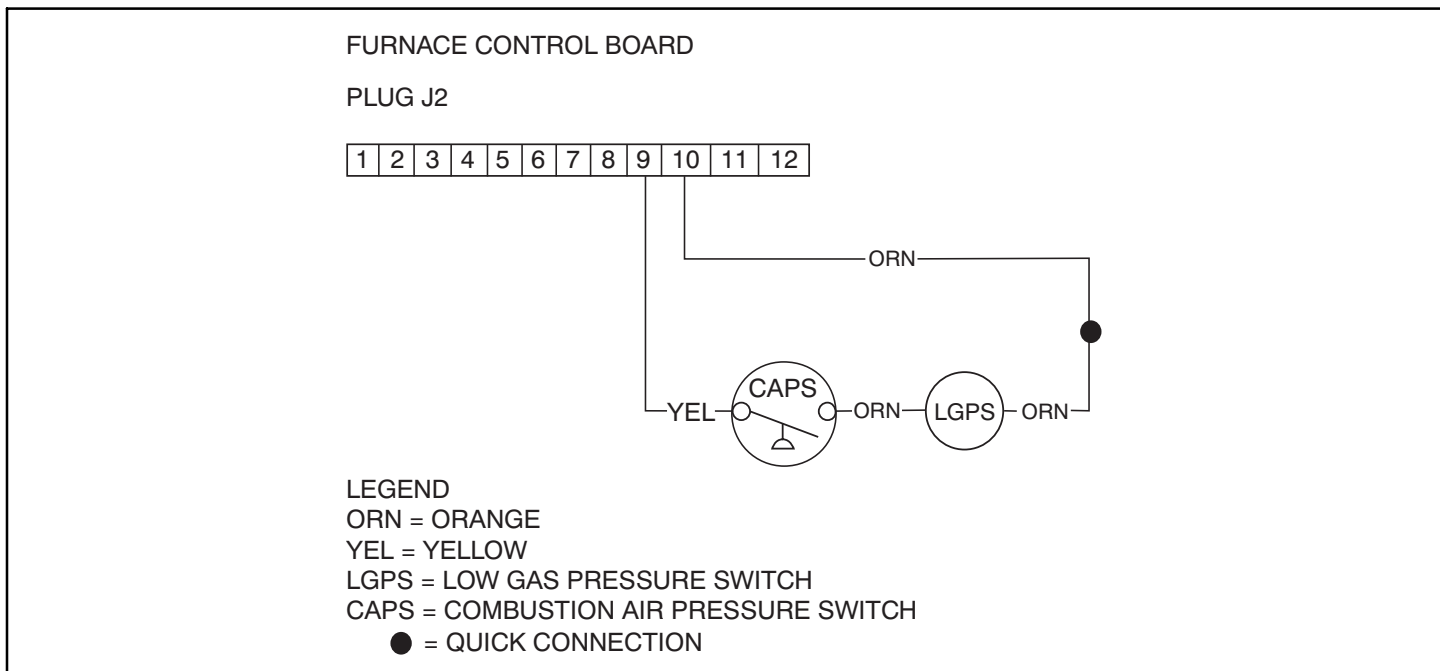 FURNACE CONTROL BOARD
PLUG J2
1 2 3 4 5 6 7 8 9 10 11 12
ORN
YEL CAPS ORN LGPS ORN
LEGEND
ORN = ORANGE
YEL = YELLOW
LGPS = LOW GAS PRESSURE SWITCH
CAPS = COMBUSTION AIR PRESSURE SWITCH
= QUICK CONNECTION